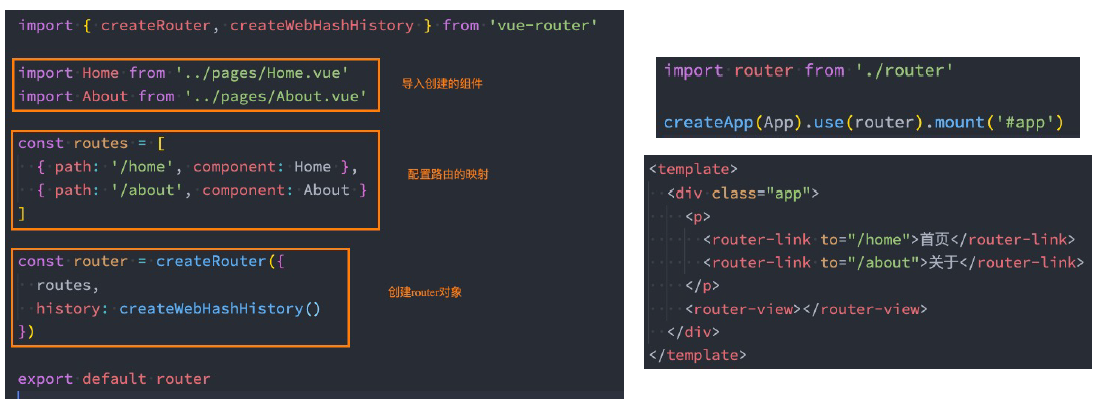 import { createRouter, createWebHashHistory } from 'vue-router'
import Home from '../pages/Home.vue'
import About from '../pages/About.vue'
导入创建的组件
const routes = [
{ path: '/home', component: Home },
{ path: '/about', component: About }
]
配置路由的映射
const router = createRouter({
routes,
history: createWebHashHistory()
})
创建router对象
export default router
import router from './router'
createApp(App).use(router).mount('#app')
<template>
<div class="app">
<p>
<router-link to="/home">首页</router-link>
<router-link to="/about">关于</router-link>
</p>
<router-view></router-view>
</div>
</template>